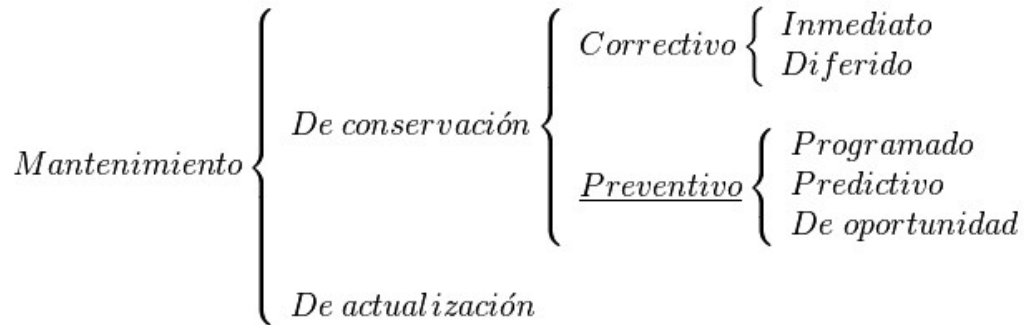 Mantenimiento
De conservación
Correctivo
Inmediato
Diferido
Preventivo
Programado
Predictivo
De oportunidad
De actualización